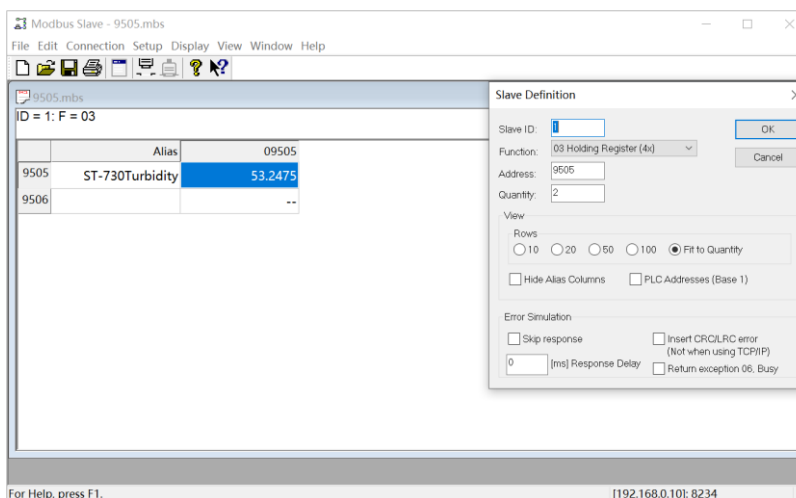 Modbus Slave - 9505.mbs
File Edit Connection Setup Display View Window Help
9505.mbs
ID = 1: F = 03
Alias 09505
9505 ST-730Turbidity 53.2475
9506 --
Slave Definition
Slave ID: 1 OK
Function: 03 Holding Register (4x) Cancel
Address: 9505
Quantity: 2
View
Rows
10 20 50 100 Fit to Quantity
Hide Alias Columns PLC Addresses (Base 1)
Error Simulation
Skip response Insert CRC/LRC error
(Not when using TCP/IP)
0 [ms] Response Delay Return exception 06, Busy
For Help, press F1. [192.168.0.10]: 8234